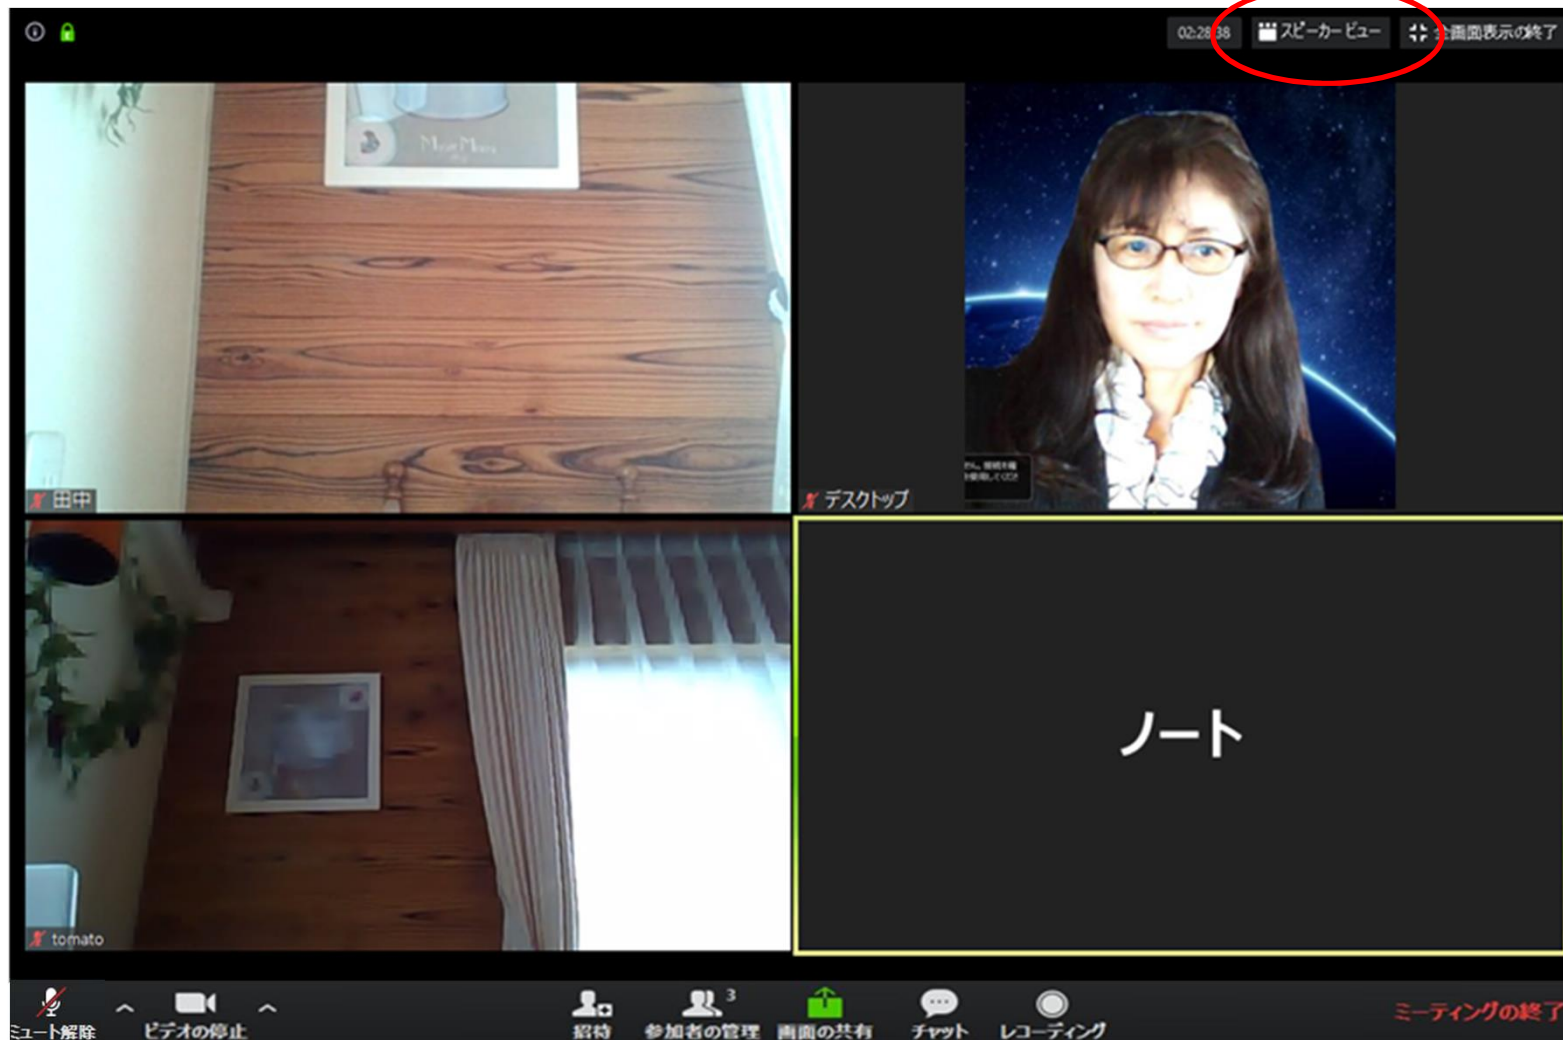 02:28:38 スピーカー ビュー 全画面表示の終了
田中
デスクトップ
ノート
tomato
ミュート解除 ビデオの停止 招待 参加者の管理 3 画面の共有 チャット レコーディング ミーティングの終了